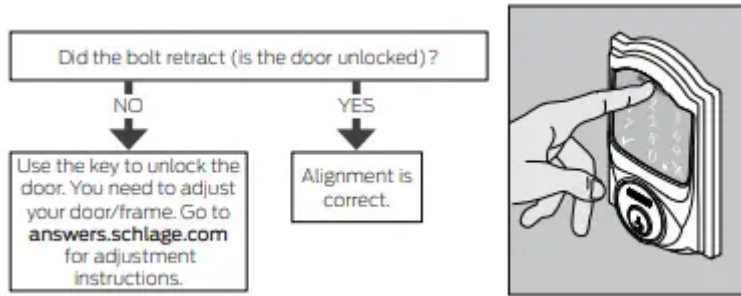 Did the bolt retract (is the door unlocked)?
NO
YES
Use the key to unlock the
door. You need to adjust
your door/frame. Go to
answers.schlage.com
for adjustment
instructions.
Alignment is
correct.